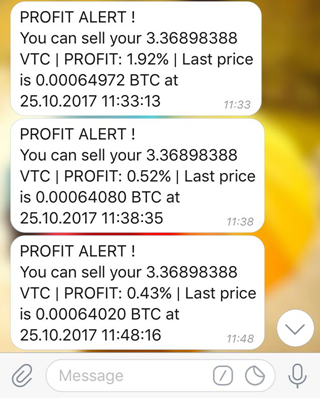 PROFIT ALERT !
You can sell your 3.36898388
VTC | PROFIT: 1.92% | Last price
is 0.00064972 BTC at
25.10.2017 11:33:13
11:33
PROFIT ALERT !
You can sell your 3.36898388
VTC | PROFIT: 0.52% | Last price
is 0.00064080 BTC at
25.10.2017 11:38:35
11:38
PROFIT ALERT !
You can sell your 3.36898388
VTC | PROFIT: 0.43% | Last price
is 0.00064020 BTC at
25.10.2017 11:48:16
11:48
Message